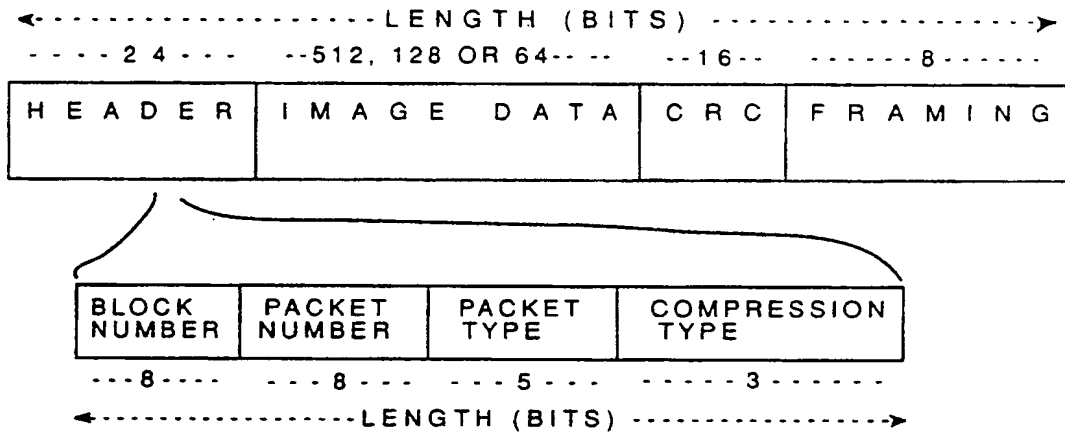 LENGTH (BITS)
24 512, 128 OR 64 16 8
HEADER IMAGE DATA CRC FRAMING
BLOCK NUMBER PACKET NUMBER PACKET TYPE COMPRESSION TYPE
8 8 5 3
LENGTH (BITS)